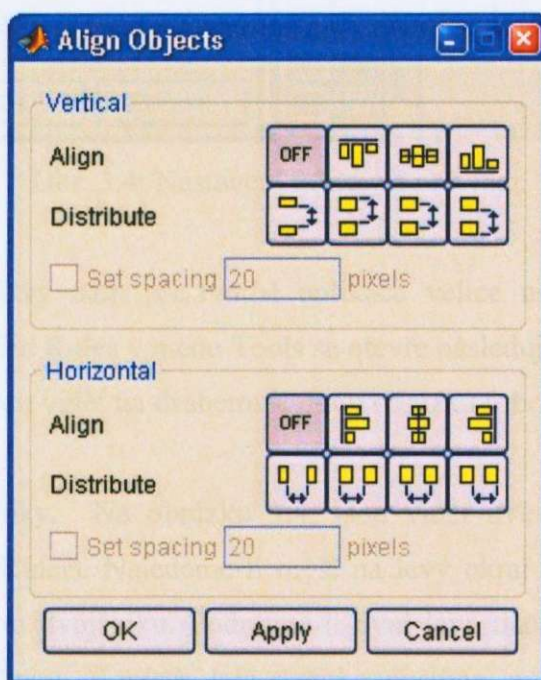 Align Objects
Vertical
Align OFF
Distribute
Set spacing 20 pixels
Horizontal
Align OFF
Distribute
Set spacing 20 pixels
OK Apply Cancel